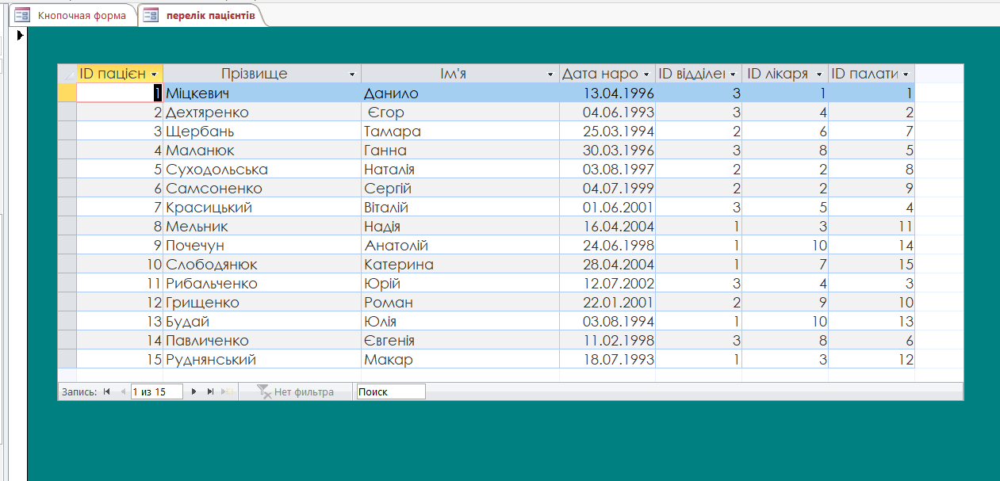 Кнопочная форма перелік пацієнтів
ID пацієн Прізвище Ім'я Дата наро ID відділен ID лікаря ID палати
1 Міцкевич Данило 13.04.1996 3 1 1
2 Дехтяренко Єгор 04.06.1993 3 4 2
3 Щербань Тамара 25.03.1994 2 6 7
4 Маланюк Ганна 30.03.1996 3 8 5
5 Суходольська Наталія 03.08.1997 2 2 8
6 Самсоненко Сергій 04.07.1999 2 2 9
7 Красицький Віталій 01.06.2001 3 5 4
8 Мельник Надія 16.04.2004 1 3 11
9 Почечун Анатолій 24.06.1998 1 10 14
10 Слободянюк Катерина 28.04.2004 1 7 15
11 Рибальченко Юрій 12.07.2002 3 4 3
12 Грищенко Роман 22.01.2001 2 9 10
13 Будай Юлія 03.08.1994 1 10 13
14 Павличенко Євгенія 11.02.1998 3 8 6
15 Руднянський Макар 18.07.1993 1 3 12
Запись: 1 из 15 Нет фильтра Поиск